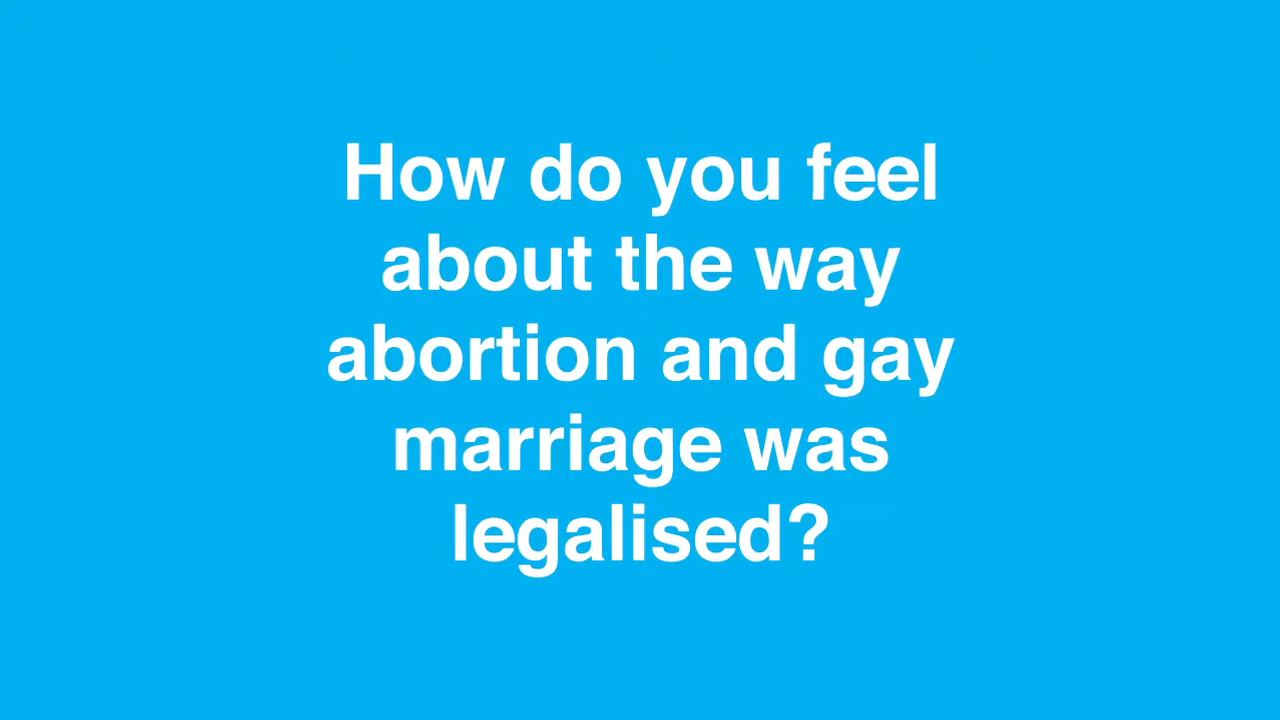 How do you feel
about the way
abortion and gay
marriage was
legalised?